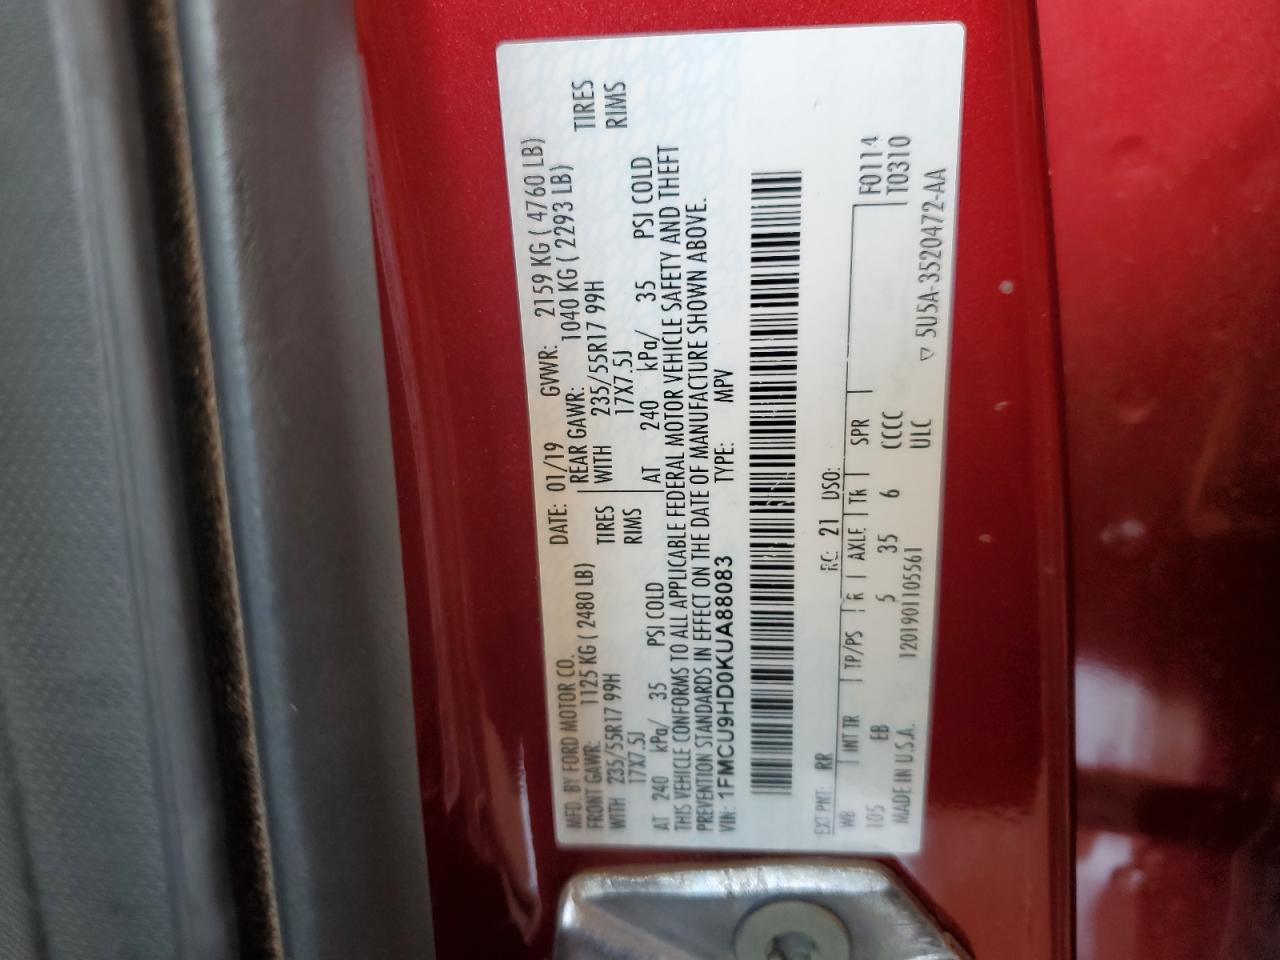 MFD. BY FORD MOTOR CO. DATE: 01/19 GVWR: 2159 KG ( 4760 LB)
FRONT GAWR: 1125 KG ( 2480 LB) REAR GAWR: 1040 KG ( 2293 LB)
WITH 235/55R17 99H TIRES WITH 235/55R17 99H TIRES
17X7.5J RIMS 17X7.5J RIMS
AT 240 kPa/ 35 PSI COLD AT 240 kPa/ 35 PSI COLD
THIS VEHICLE CONFORMS TO ALL APPLICABLE FEDERAL MOTOR VEHICLE SAFETY AND THEFT
PREVENTION STANDARDS IN EFFECT ON THE DATE OF MANUFACTURE SHOWN ABOVE.
VIN: 1FMCU9HD0KUA88083 TYPE: MPV
EXT PNT: RR RC: 21 DSO:
WB INT TR TP/PS R AXLE TR SPR F0114
105 EB 5 35 6 CCCC T0310
MADE IN U.S.A. 1201901105561 ULC
▽ 5U5A-3520472-AA